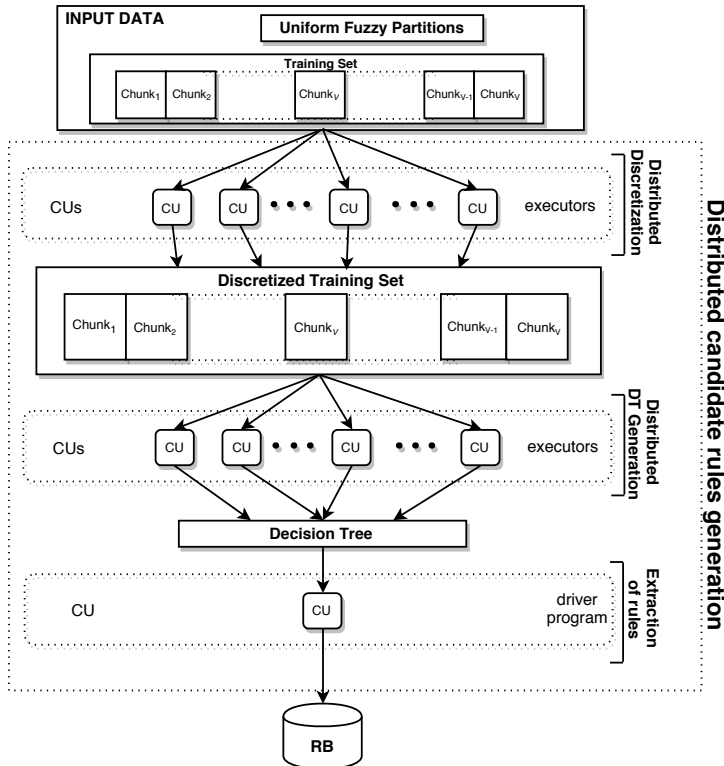 INPUT DATA
Uniform Fuzzy Partitions
Training Set
Chunk1 Chunk2 Chunkv ChunkV-1 ChunkV
CUs CU CU CU CU executors
Distributed
Discretization
Discretized Training Set
Chunk1 Chunk2 Chunkv ChunkV-1 ChunkV
CUs CU CU CU CU executors
Distributed
DT Generation
Decision Tree
CU CU driver
program
Extraction
of rules
Distributed candidate rules generation
RB